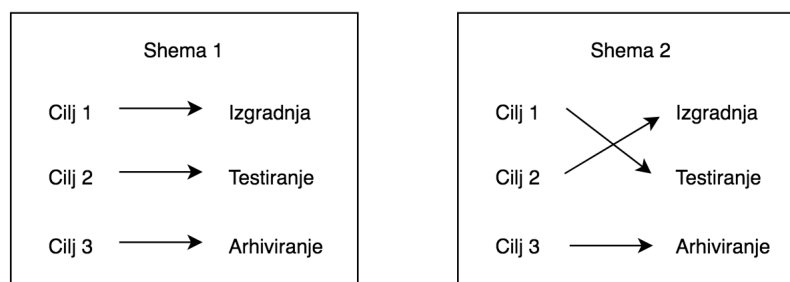 Shema 1
Cilj 1 Izgradnja
Cilj 2 Testiranje
Cilj 3 Arhiviranje
Shema 2
Cilj 1 Izgradnja
Cilj 2 Testiranje
Cilj 3 Arhiviranje